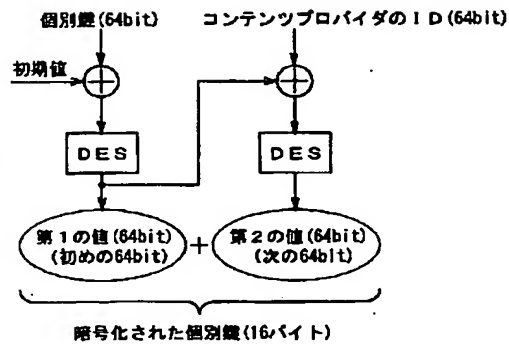 個別鍵(64bit)
コンテンツプロバイダのＩＤ(64bit)
初期値
ＤＥＳ
ＤＥＳ
第１の値(64bit)
(初めの64bit)
+
第２の値(64bit)
(次の64bit)
暗号化された個別鍵(16バイト)